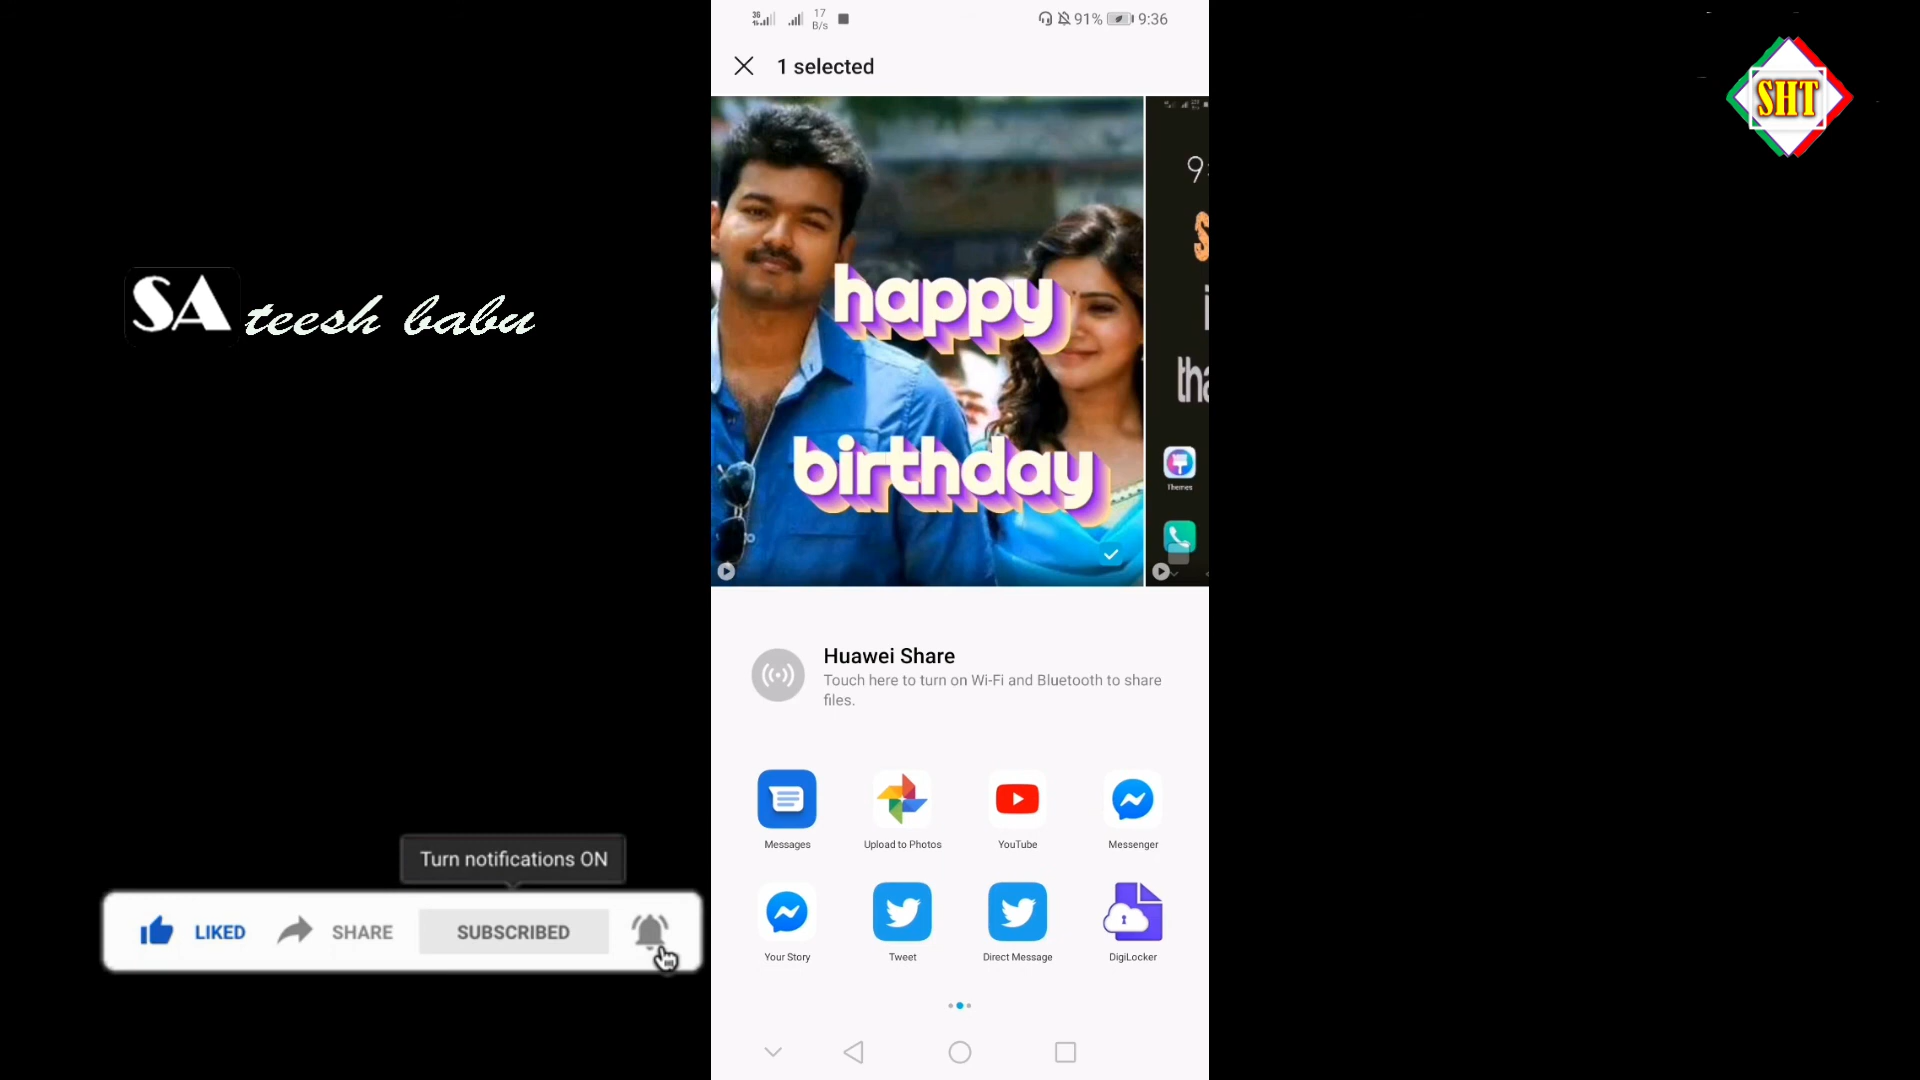 3G
17
B/s
91%
9:36
1 selected
SHT
happy
birthday
Themes
SA teesh babu
Huawei Share
Touch here to turn on Wi-Fi and Bluetooth to share
files.
Messages
Upload to Photos
YouTube
Messenger
Your Story
Tweet
Direct Message
DigiLocker
Turn notifications ON
LIKED
SHARE
SUBSCRIBED